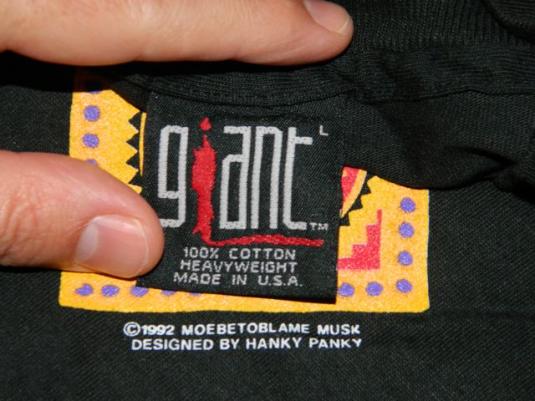 giant L
TM
100% COTTON
HEAVYWEIGHT
MADE IN U.S.A.
©1992 MOEBETOBLAME MUSK
DESIGNED BY HANKY PANKY